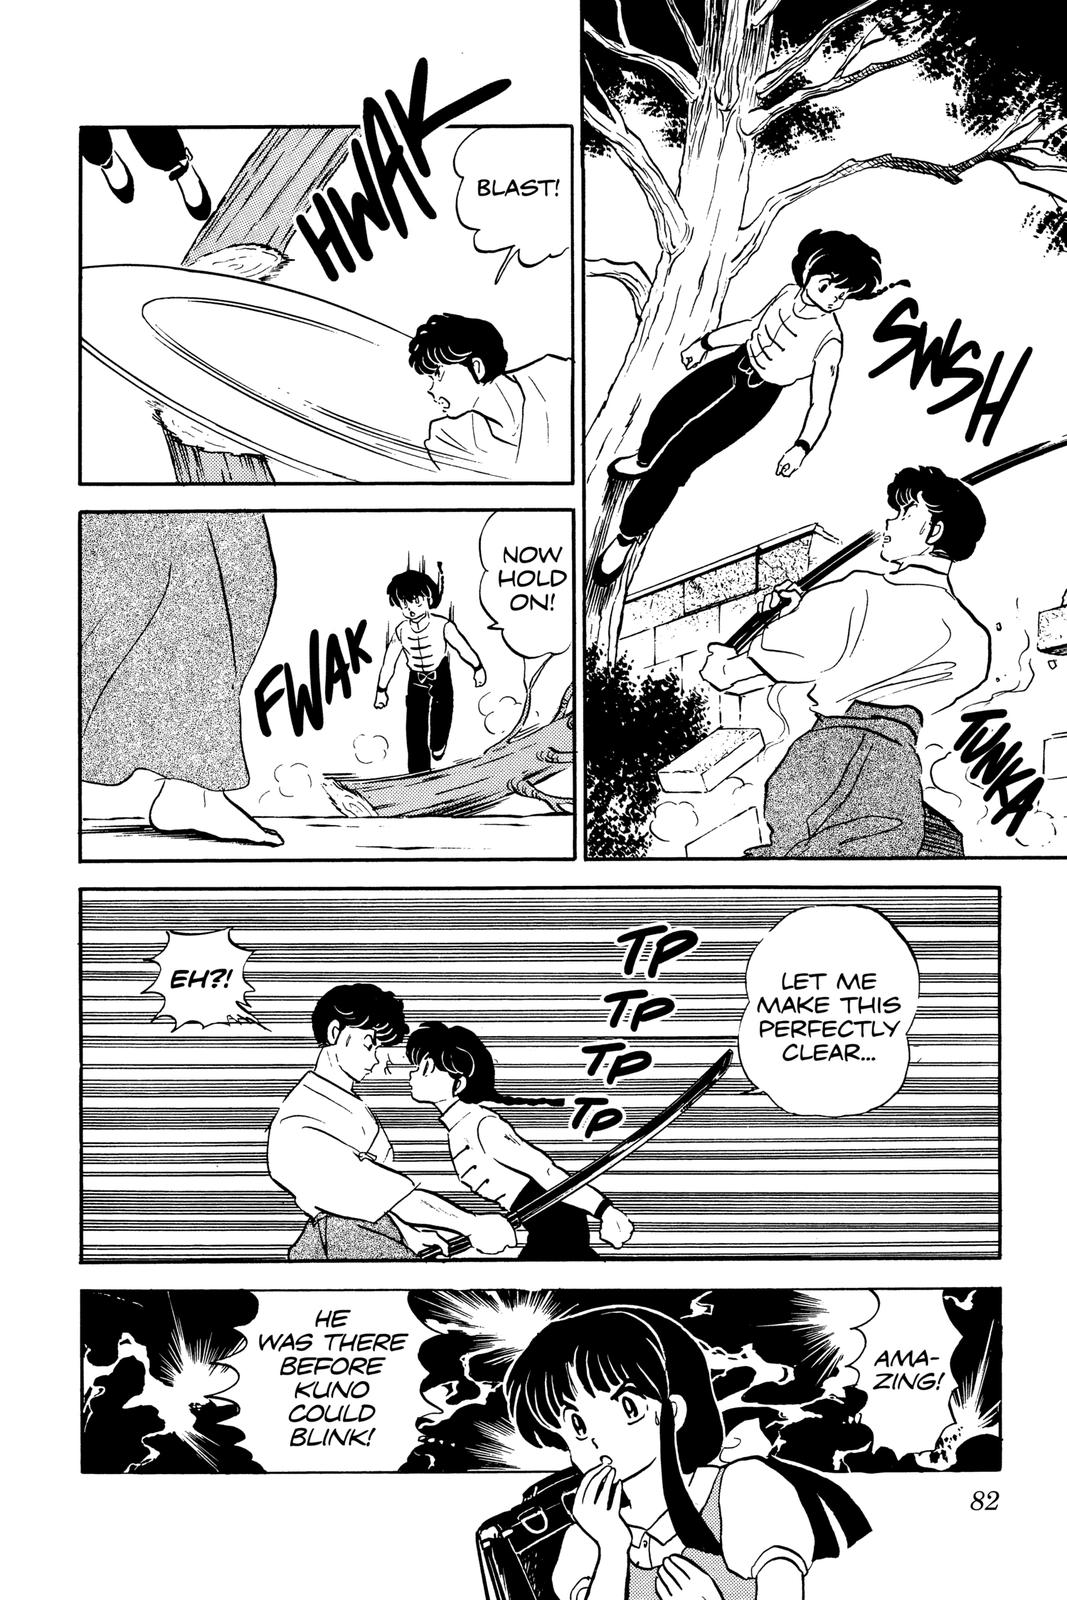 SWSH
TUNKA
BLAST!
HWAK
NOW
HOLD
ON!
FWAK
LET ME
MAKE THIS
PERFECTLY
CLEAR...
TP
TP
TP
TP
EH?!
AMA-
ZING!
HE
WAS THERE
BEFORE
KUNO
COULD
BLINK!
82